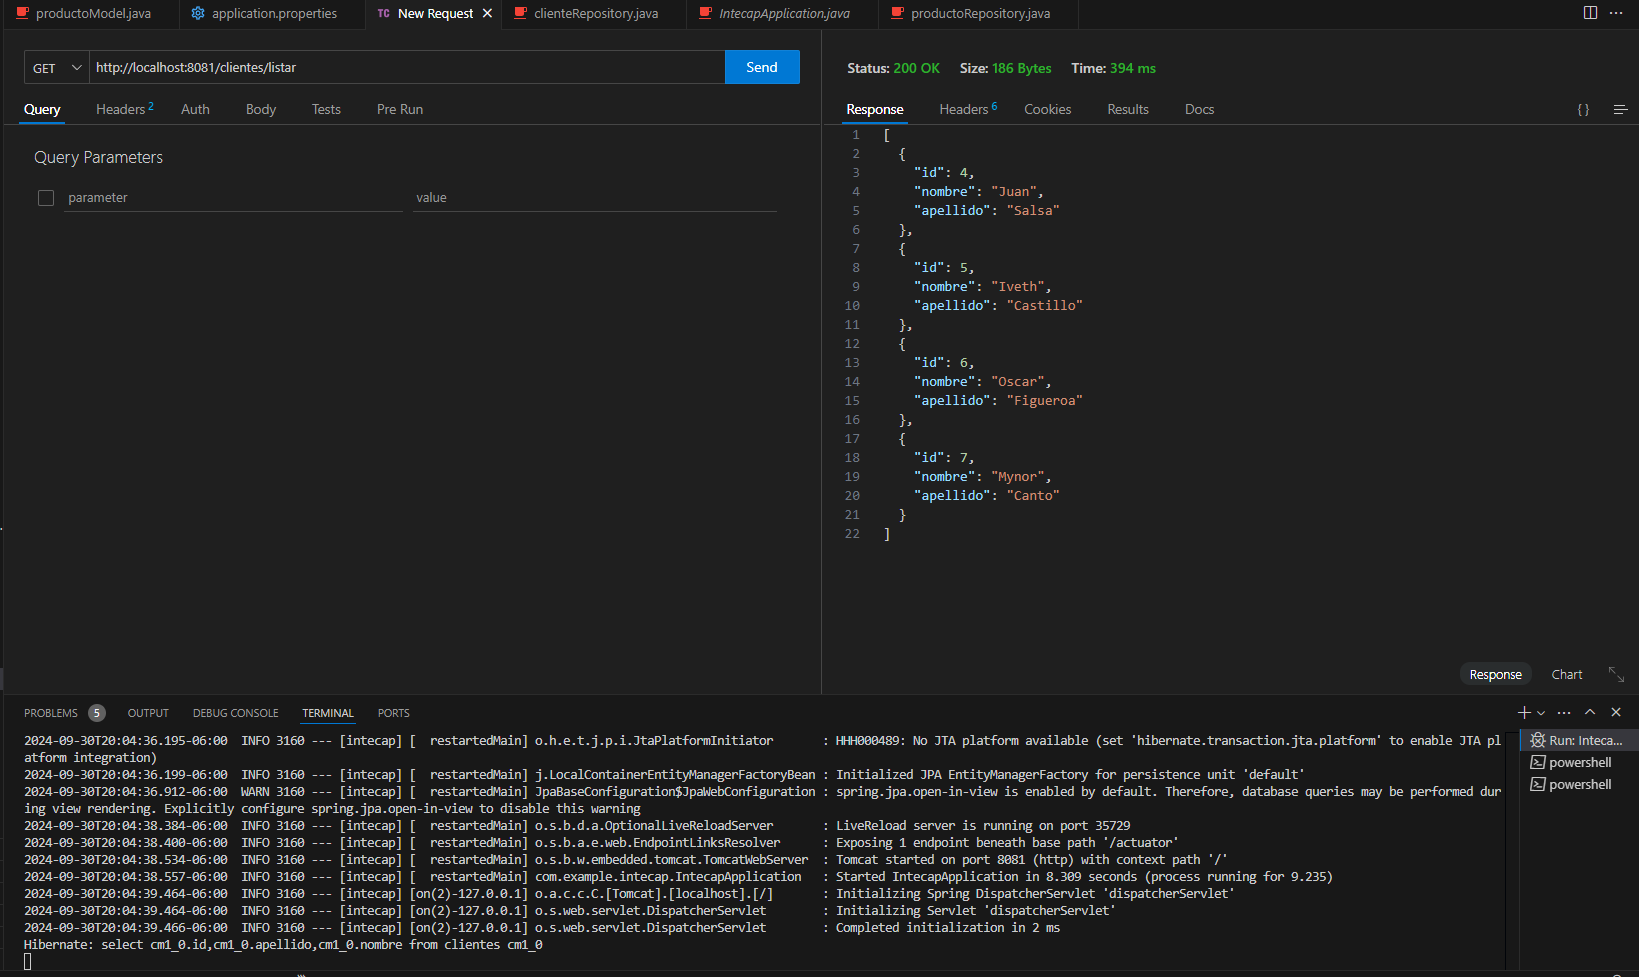 productoModel.java
application.properties
TC New Request
clienteRepository.java
IntecapApplication.java
productoRepository.java
GET
http://localhost:8081/clientes/listar
Send
Query
Headers 2
Auth
Body
Tests
Pre Run
Query Parameters
parameter
value
Status: 200 OK Size: 186 Bytes Time: 394 ms
Response
Headers 6
Cookies
Results
Docs
{}
1 [
2 {
3 "id": 4,
4 "nombre": "Juan",
5 "apellido": "Salsa"
6 },
7 {
8 "id": 5,
9 "nombre": "Iveth",
10 "apellido": "Castillo"
11 },
12 {
13 "id": 6,
14 "nombre": "Oscar",
15 "apellido": "Figueroa"
16 },
17 {
18 "id": 7,
19 "nombre": "Mynor",
20 "apellido": "Canto"
21 }
22 ]
Response
Chart
PROBLEMS 5
OUTPUT
DEBUG CONSOLE
TERMINAL
PORTS
2024-09-30T20:04:36.195-06:00 INFO 3160 --- [intecap] [ restartedMain] o.h.e.t.j.p.i.JtaPlatformInitiator : HHH000489: No JTA platform available (set 'hibernate.transaction.jta.platform' to enable JTA pl
atform integration)
2024-09-30T20:04:36.199-06:00 INFO 3160 --- [intecap] [ restartedMain] j.LocalContainerEntityManagerFactoryBean : Initialized JPA EntityManagerFactory for persistence unit 'default'
2024-09-30T20:04:36.912-06:00 WARN 3160 --- [intecap] [ restartedMain] JpaBaseConfiguration$JpaWebConfiguration : spring.jpa.open-in-view is enabled by default. Therefore, database queries may be performed dur
ing view rendering. Explicitly configure spring.jpa.open-in-view to disable this warning
2024-09-30T20:04:38.384-06:00 INFO 3160 --- [intecap] [ restartedMain] o.s.b.d.a.OptionalLiveReloadServer : LiveReload server is running on port 35729
2024-09-30T20:04:38.400-06:00 INFO 3160 --- [intecap] [ restartedMain] o.s.b.a.e.web.EndpointLinksResolver : Exposing 1 endpoint beneath base path '/actuator'
2024-09-30T20:04:38.534-06:00 INFO 3160 --- [intecap] [ restartedMain] o.s.b.w.embedded.tomcat.TomcatWebServer : Tomcat started on port 8081 (http) with context path '/'
2024-09-30T20:04:38.557-06:00 INFO 3160 --- [intecap] [ restartedMain] com.example.intecap.IntecapApplication : Started IntecapApplication in 8.309 seconds (process running for 9.235)
2024-09-30T20:04:39.464-06:00 INFO 3160 --- [intecap] [on(2)-127.0.0.1] o.a.c.c.C.[Tomcat].[localhost].[/] : Initializing Spring DispatcherServlet 'dispatcherServlet'
2024-09-30T20:04:39.464-06:00 INFO 3160 --- [intecap] [on(2)-127.0.0.1] o.s.web.servlet.DispatcherServlet : Initializing Servlet 'dispatcherServlet'
2024-09-30T20:04:39.466-06:00 INFO 3160 --- [intecap] [on(2)-127.0.0.1] o.s.web.servlet.DispatcherServlet : Completed initialization in 2 ms
Hibernate: select cm1_0.id,cm1_0.apellido,cm1_0.nombre from clientes cm1_0
Run: Inteca...
powershell
powershell